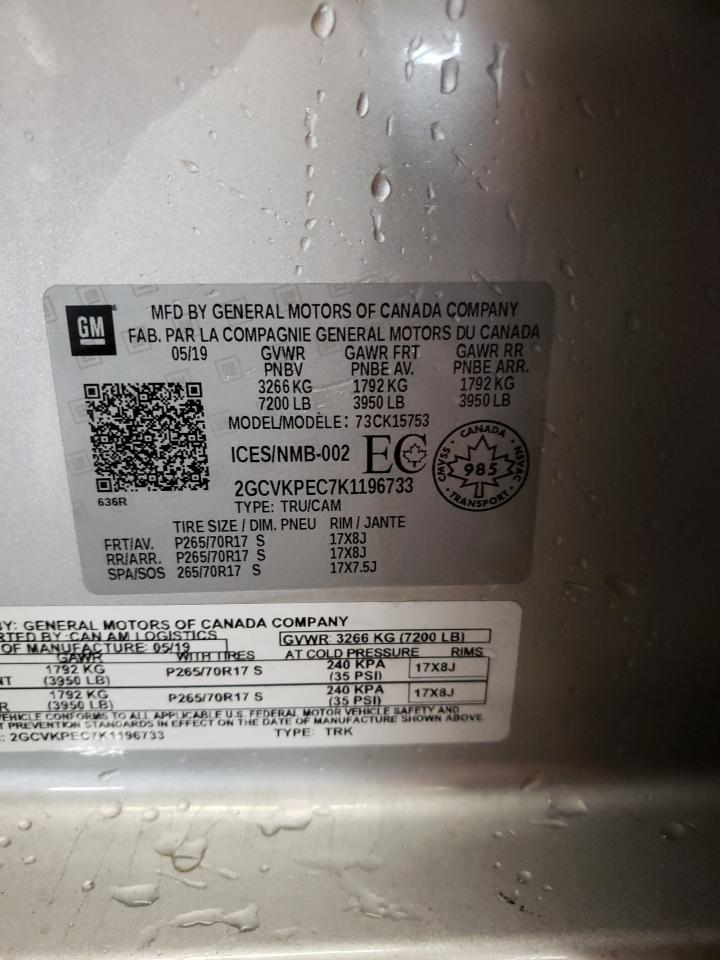 GM
MFD BY GENERAL MOTORS OF CANADA COMPANY
FAB. PAR LA COMPAGNIE GENERAL MOTORS DU CANADA
05/19 GVWR GAWR FRT GAWR RR
PNBV PNBE AV. PNBE ARR.
3266 KG 1792 KG 1792 KG
7200 LB 3950 LB 3950 LB
MODEL/MODÈLE: 73CK15753
ICES/NMB-002 EC
CANADA
CMVSS 985 NSVAC
TRANSPORT
636R
2GCVKPEC7K1196733
TYPE: TRU/CAM
TIRE SIZE / DIM. PNEU RIM / JANTE
FRT/AV. P265/70R17 S 17X8J
RR/ARR. P265/70R17 S 17X8J
SPA/SOS 265/70R17 S 17X7.5J
BY: GENERAL MOTORS OF CANADA COMPANY
RTED BY: CAN AM LOGISTICS GVWR: 3266 KG (7200 LB)
OF MANUFACTURE: 05/19
GAWR WITH TIRES AT COLD PRESSURE RIMS
1792 KG P265/70R17 S 240 KPA 17X8J
NT (3950 LB) (35 PSI)
1792 KG P265/70R17 S 240 KPA 17X8J
R (3950 LB) (35 PSI)
VEHICLE CONFORMS TO ALL APPLICABLE U.S. FEDERAL MOTOR VEHICLE SAFETY AND
T PREVENTION STANDARDS IN EFFECT ON THE DATE OF MANUFACTURE SHOWN ABOVE
: 2GCVKPEC7K1196733 TYPE: TRK